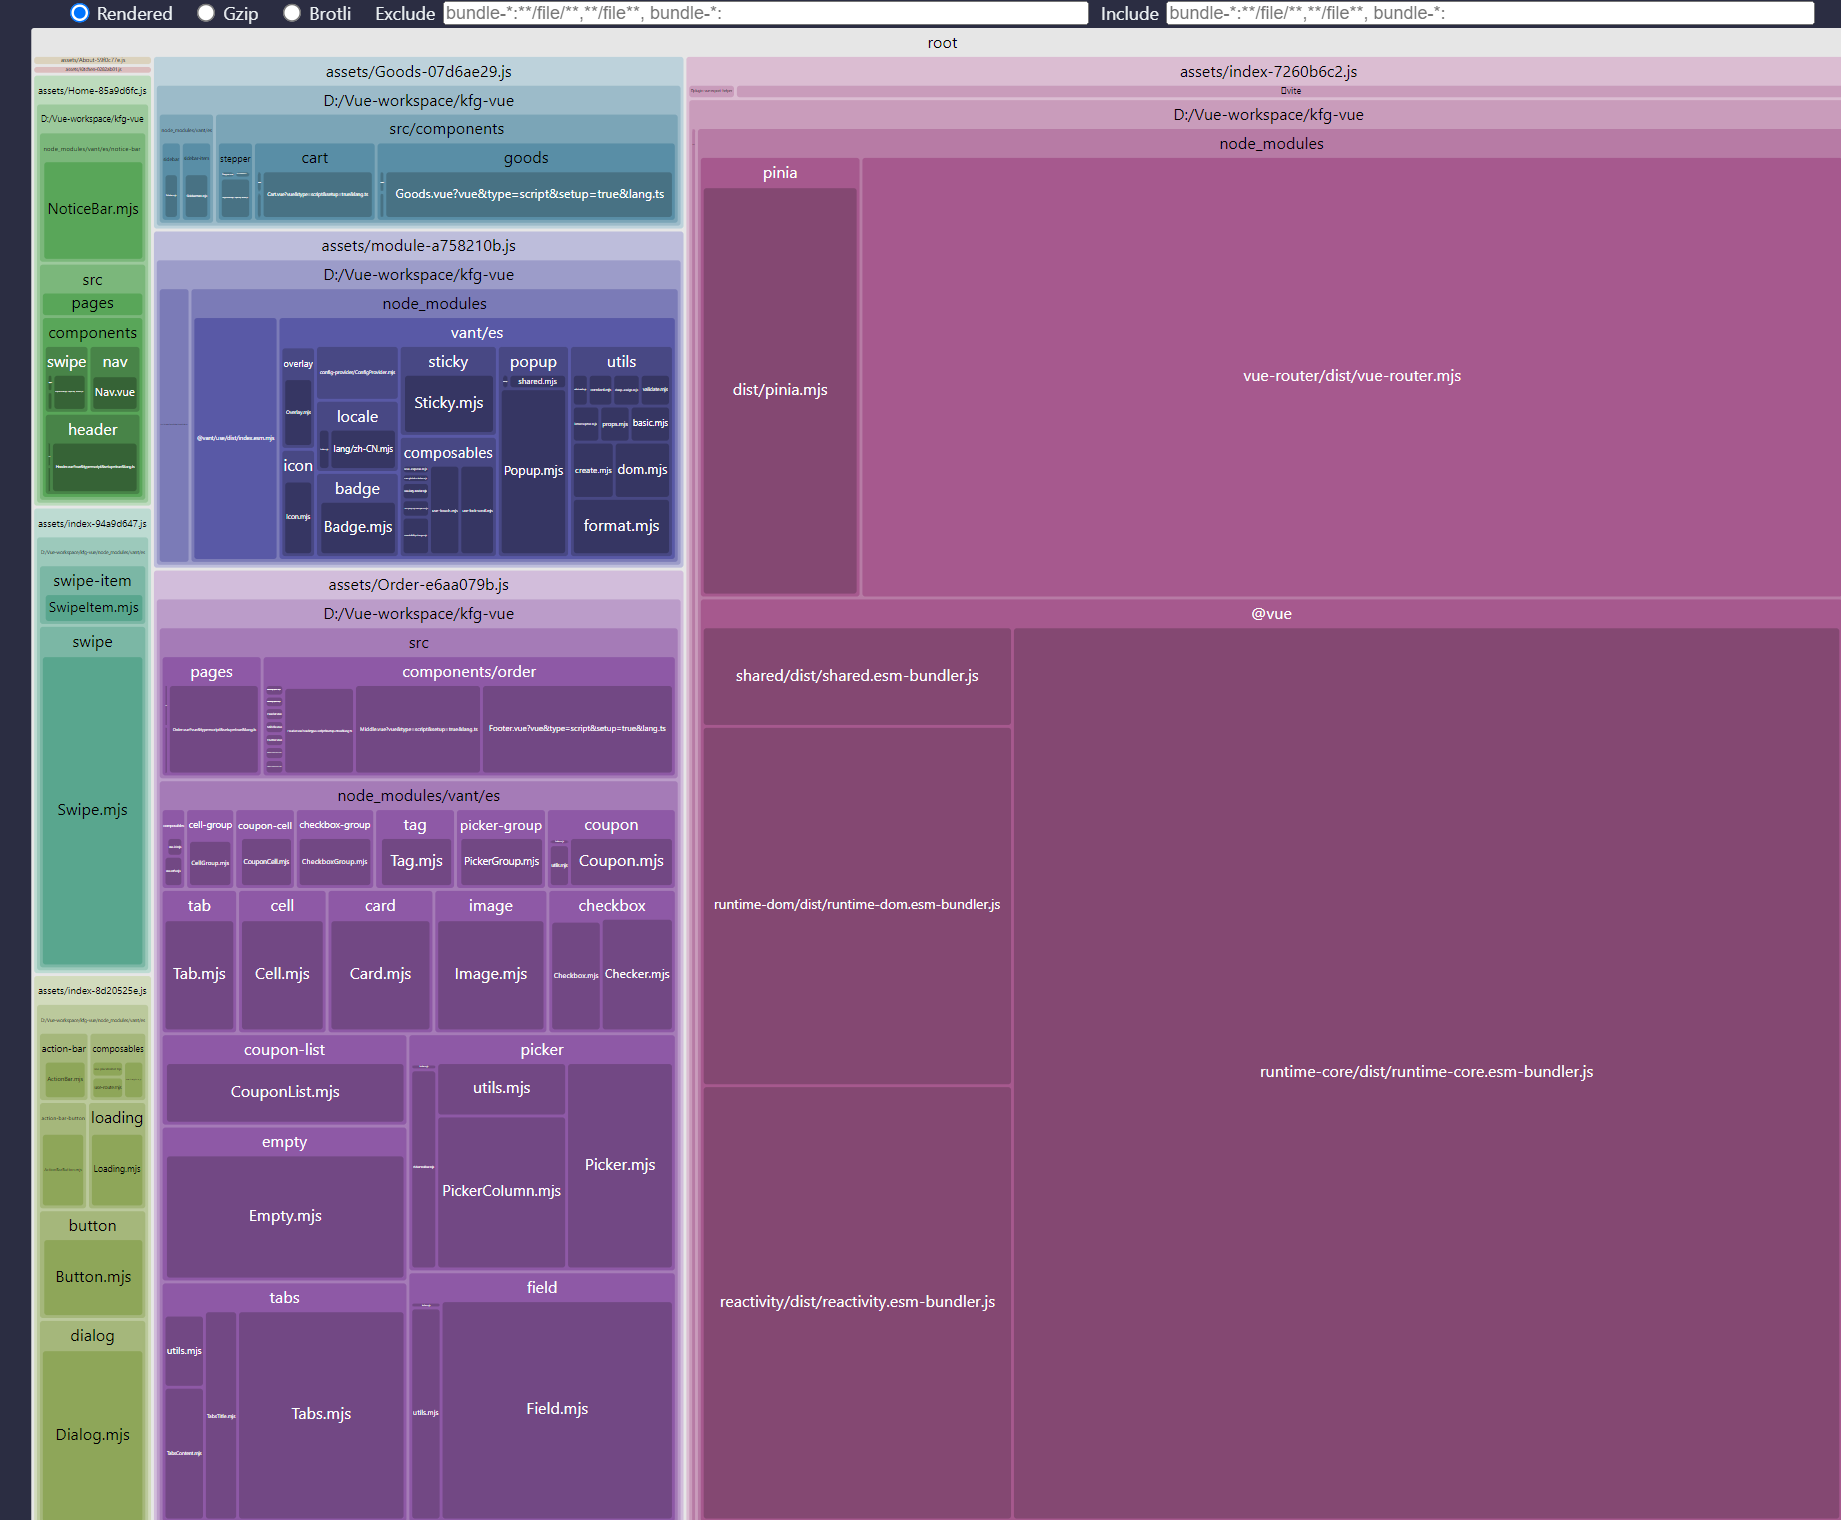 Rendered Gzip Brotli Exclude bundle-*:**/file/**,**/file**, bundle-*: Include bundle-*:**/file/**,**/file**, bundle-*:
root
assets/Home-85a9d6fc.js
D:/Vue-workspace/kfg-vue
node_modules/vant/es/notice-bar
NoticeBar.mjs
src
pages
components
swipe
nav
Nav.vue
header
assets/index-94a9d647.js
D:/Vue-workspace/kfg-vue/node_modules/vant/es
swipe-item
SwipeItem.mjs
swipe
Swipe.mjs
assets/index-8d20525e.js
D:/Vue-workspace/kfg-vue/node_modules/vant/es
action-bar
ActionBar.mjs
composables
action-bar-button
loading
Loading.mjs
button
Button.mjs
dialog
Dialog.mjs
assets/Goods-07d6ae29.js
D:/Vue-workspace/kfg-vue
node_modules/vant/es
src/components
stepper
cart
Cart.vue?vue&type=script&setup=true&lang.ts
goods
Goods.vue?vue&type=script&setup=true&lang.ts
assets/module-a758210b.js
D:/Vue-workspace/kfg-vue
node_modules
@vant/use/dist/index.esm.mjs
vant/es
overlay
Overlay.mjs
icon
Icon.mjs
config-provider/ConfigProvider.mjs
locale
lang/zh-CN.mjs
badge
Badge.mjs
sticky
Sticky.mjs
composables
popup
shared.mjs
Popup.mjs
utils
validate.mjs
props.mjs
basic.mjs
create.mjs
dom.mjs
format.mjs
assets/Order-e6aa079b.js
D:/Vue-workspace/kfg-vue
src
pages
Order.vue?vue&type=script&setup=true&lang.ts
components/order
Middle.vue?vue&type=script&setup=true&lang.ts
Footer.vue?vue&type=script&setup=true&lang.ts
node_modules/vant/es
cell-group
CellGroup.mjs
coupon-cell
CouponCell.mjs
checkbox-group
CheckboxGroup.mjs
tag
Tag.mjs
picker-group
PickerGroup.mjs
coupon
utils.mjs
Coupon.mjs
tab
Tab.mjs
cell
Cell.mjs
card
Card.mjs
image
Image.mjs
checkbox
Checkbox.mjs
Checker.mjs
coupon-list
CouponList.mjs
empty
Empty.mjs
tabs
utils.mjs
TabsContent.mjs
TabsTitle.mjs
Tabs.mjs
picker
utils.mjs
PickerColumn.mjs
Picker.mjs
field
utils.mjs
Field.mjs
assets/index-7260b6c2.js
vite
D:/Vue-workspace/kfg-vue
node_modules
pinia
dist/pinia.mjs
vue-router/dist/vue-router.mjs
@vue
shared/dist/shared.esm-bundler.js
runtime-dom/dist/runtime-dom.esm-bundler.js
reactivity/dist/reactivity.esm-bundler.js
runtime-core/dist/runtime-core.esm-bundler.js